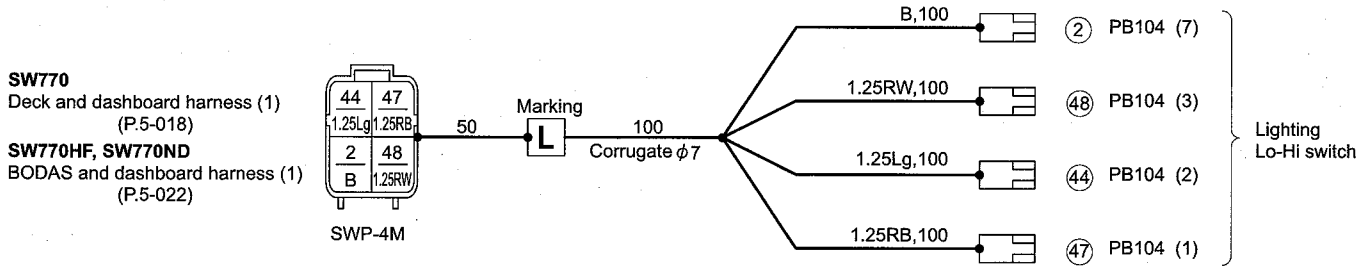 SW770
Deck and dashboard harness (1)
(P.5-018)
SW770HF, SW770ND
BODAS and dashboard harness (1)
(P.5-022)
44 47
1.25Lg 1.25RB
2 48
B 1.25RW
SWP-4M
50
Marking
L
100
Corrugate φ7
B,100
2 PB104 (7)
1.25RW,100
48 PB104 (3)
1.25Lg,100
44 PB104 (2)
1.25RB,100
47 PB104 (1)
Lighting
Lo-Hi switch